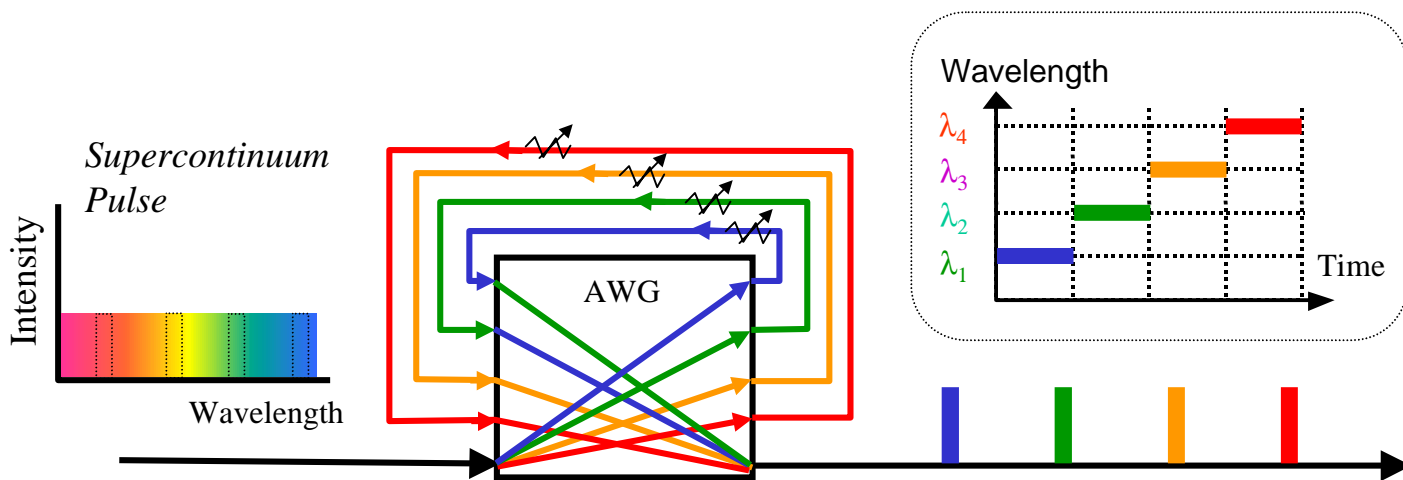 Supercontinuum
Pulse
Intensity
Wavelength
AWG
Wavelength
λ4
λ3
λ2
λ1
Time